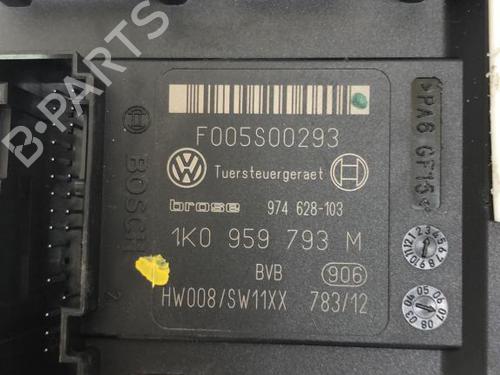 B-PARTS
F005S00293
Tuersteuergeraet
brose 974 628-103
1K0 959 793 M
BVB 906
HW008/SW11XX 783/12
BOSCH
>PA6 GF15<